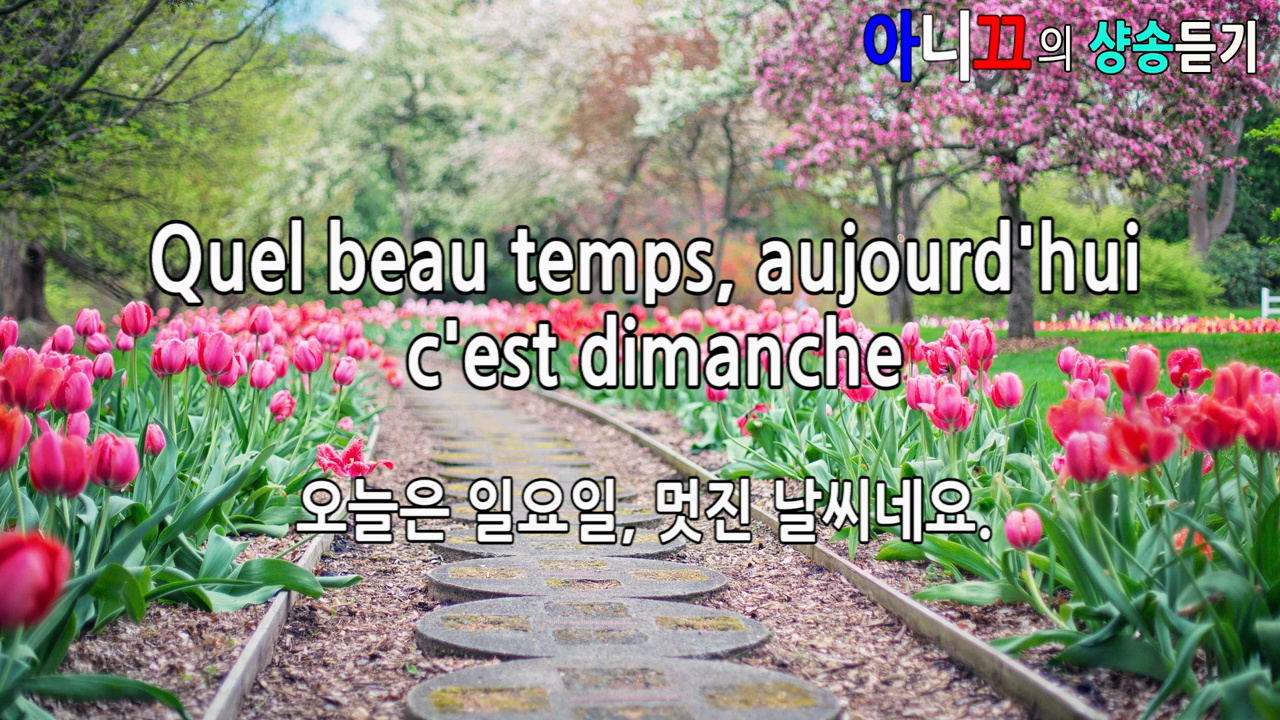 아니끄의 샹송듣기
Quel beau temps, aujourd'hui
c'est dimanche
오늘은 일요일, 멋진 날씨네요.